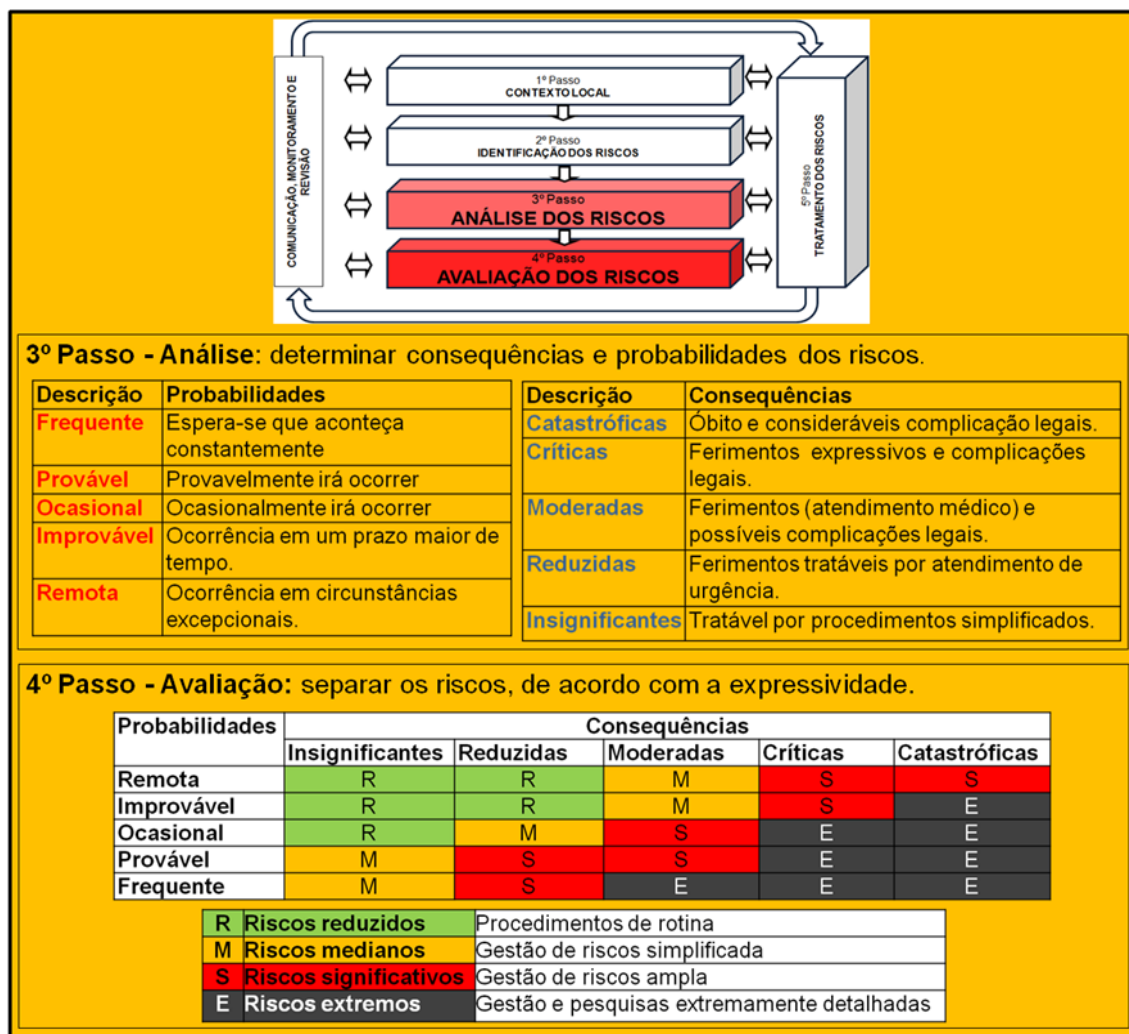 COMUNICAÇÃO, MONITORAMENTO E
REVISÃO
1º Passo
CONTEXTO LOCAL
2º Passo
IDENTIFICAÇÃO DOS RISCOS
3º Passo
ANÁLISE DOS RISCOS
4º Passo
AVALIAÇÃO DOS RISCOS
5º Passo
TRATAMENTO DOS RISCOS
3º Passo - Análise: determinar consequências e probabilidades dos riscos.
Descrição Probabilidades
Frequente Espera-se que aconteça
constantemente
Provável Provavelmente irá ocorrer
Ocasional Ocasionalmente irá ocorrer
Improvável Ocorrência em um prazo maior de
tempo.
Remota Ocorrência em circunstâncias
excepcionais.
Descrição Consequências
Catastróficas Óbito e consideráveis complicação legais.
Críticas Ferimentos expressivos e complicações
legais.
Moderadas Ferimentos (atendimento médico) e
possíveis complicações legais.
Reduzidas Ferimentos tratáveis por atendimento de
urgência.
Insignificantes Tratável por procedimentos simplificados.
4º Passo - Avaliação: separar os riscos, de acordo com a expressividade.
Probabilidades Consequências
Insignificantes Reduzidas Moderadas Críticas Catastróficas
Remota R R M S S
Improvável R R M S E
Ocasional R M S E E
Provável M S S E E
Frequente M S E E E
R Riscos reduzidos Procedimentos de rotina
M Riscos medianos Gestão de riscos simplificada
S Riscos significativos Gestão de riscos ampla
E Riscos extremos Gestão e pesquisas extremamente detalhadas